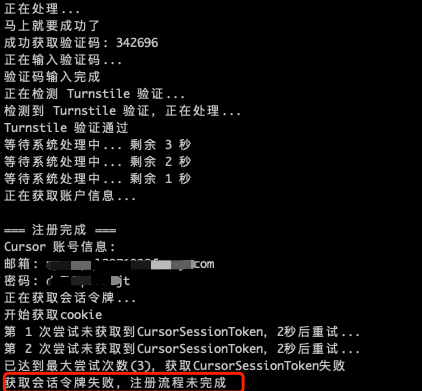 正在处理...
马上就要成功了
成功获取验证码: 342696
正在输入验证码...
验证码输入完成
正在检测 Turnstile 验证...
检测到 Turnstile 验证, 正在处理...
Turnstile 验证通过
等待系统处理中... 剩余 3 秒
等待系统处理中... 剩余 2 秒
等待系统处理中... 剩余 1 秒
正在获取账户信息...
=== 注册完成 ===
Cursor 账号信息:
邮箱: com
密码: jt
正在获取会话令牌...
开始获取cookie
第 1 次尝试未获取到CursorSessionToken, 2秒后重试...
第 2 次尝试未获取到CursorSessionToken, 2秒后重试...
已达到最大尝试次数(3), 获取CursorSessionToken失败
获取会话令牌失败, 注册流程未完成